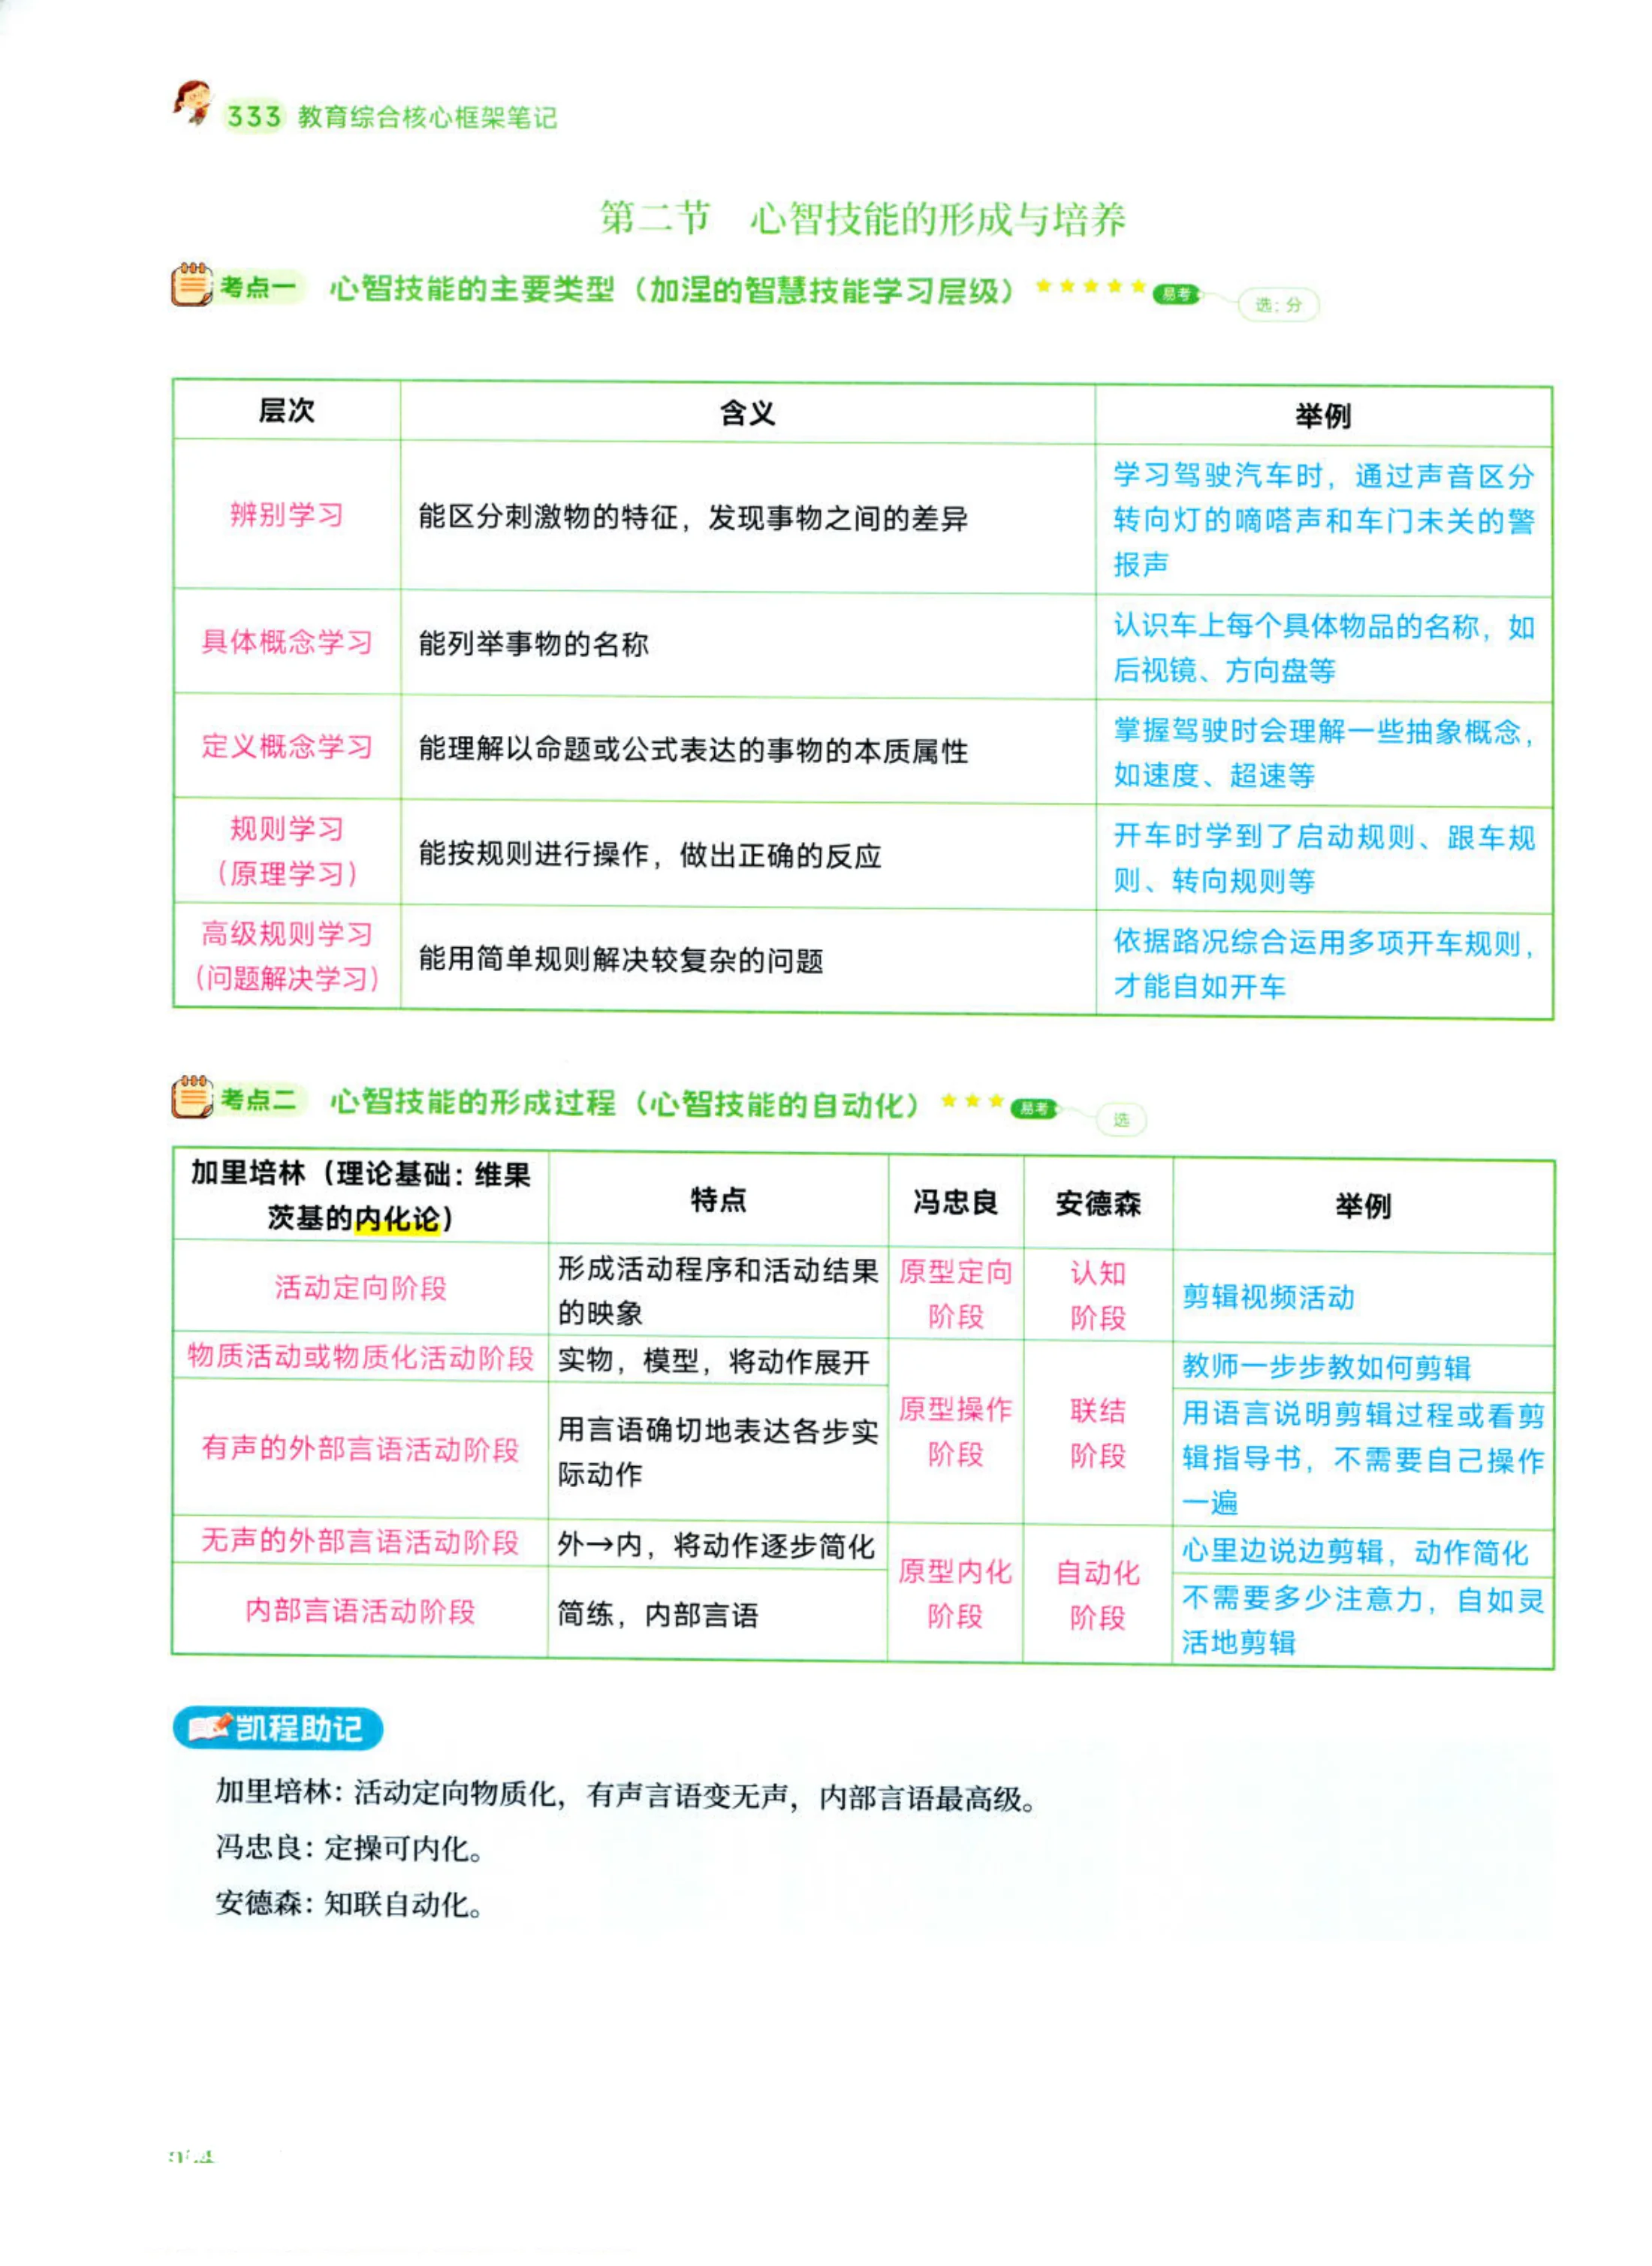 333 教育综合核心框架笔记
第二节 心智技能的形成与培养
考点一 心智技能的主要类型（加涅的智慧技能学习层级）★★★★★ 易考 选;分
层次 含义 举例
辨别学习 能区分刺激物的特征，发现事物之间的差异
学习驾驶汽车时，通过声音区分
转向灯的嘀嗒声和车门未关的警
报声
具体概念学习 能列举事物的名称
认识车上每个具体物品的名称，如
后视镜、方向盘等
定义概念学习 能理解以命题或公式表达的事物的本质属性
掌握驾驶时会理解一些抽象概念，
如速度、超速等
规则学习
（原理学习）
能按规则进行操作，做出正确的反应
开车时学到了启动规则、跟车规
则、转向规则等
高级规则学习
（问题解决学习）
能用简单规则解决较复杂的问题
依据路况综合运用多项开车规则，
才能自如开车
考点二 心智技能的形成过程（心智技能的自动化）★★★ 易考 选
加里培林（理论基础：维果
茨基的内化论）
特点 冯忠良 安德森 举例
活动定向阶段
形成活动程序和活动结果
的映象
原型定向
阶段
认知
阶段
剪辑视频活动
物质活动或物质化活动阶段 实物，模型，将动作展开
原型操作
阶段
联结
阶段
教师一步步教如何剪辑
有声的外部言语活动阶段
用言语确切地表达各步实
际动作
用语言说明剪辑过程或看剪
辑指导书，不需要自己操作
一遍
无声的外部言语活动阶段 外→内，将动作逐步简化
原型内化
阶段
自动化
阶段
心里边说边剪辑，动作简化
内部言语活动阶段 简练，内部言语
不需要多少注意力，自如灵
活地剪辑
凯程助记
加里培林：活动定向物质化，有声言语变无声，内部言语最高级。
冯忠良：定操可内化。
安德森：知联自动化。